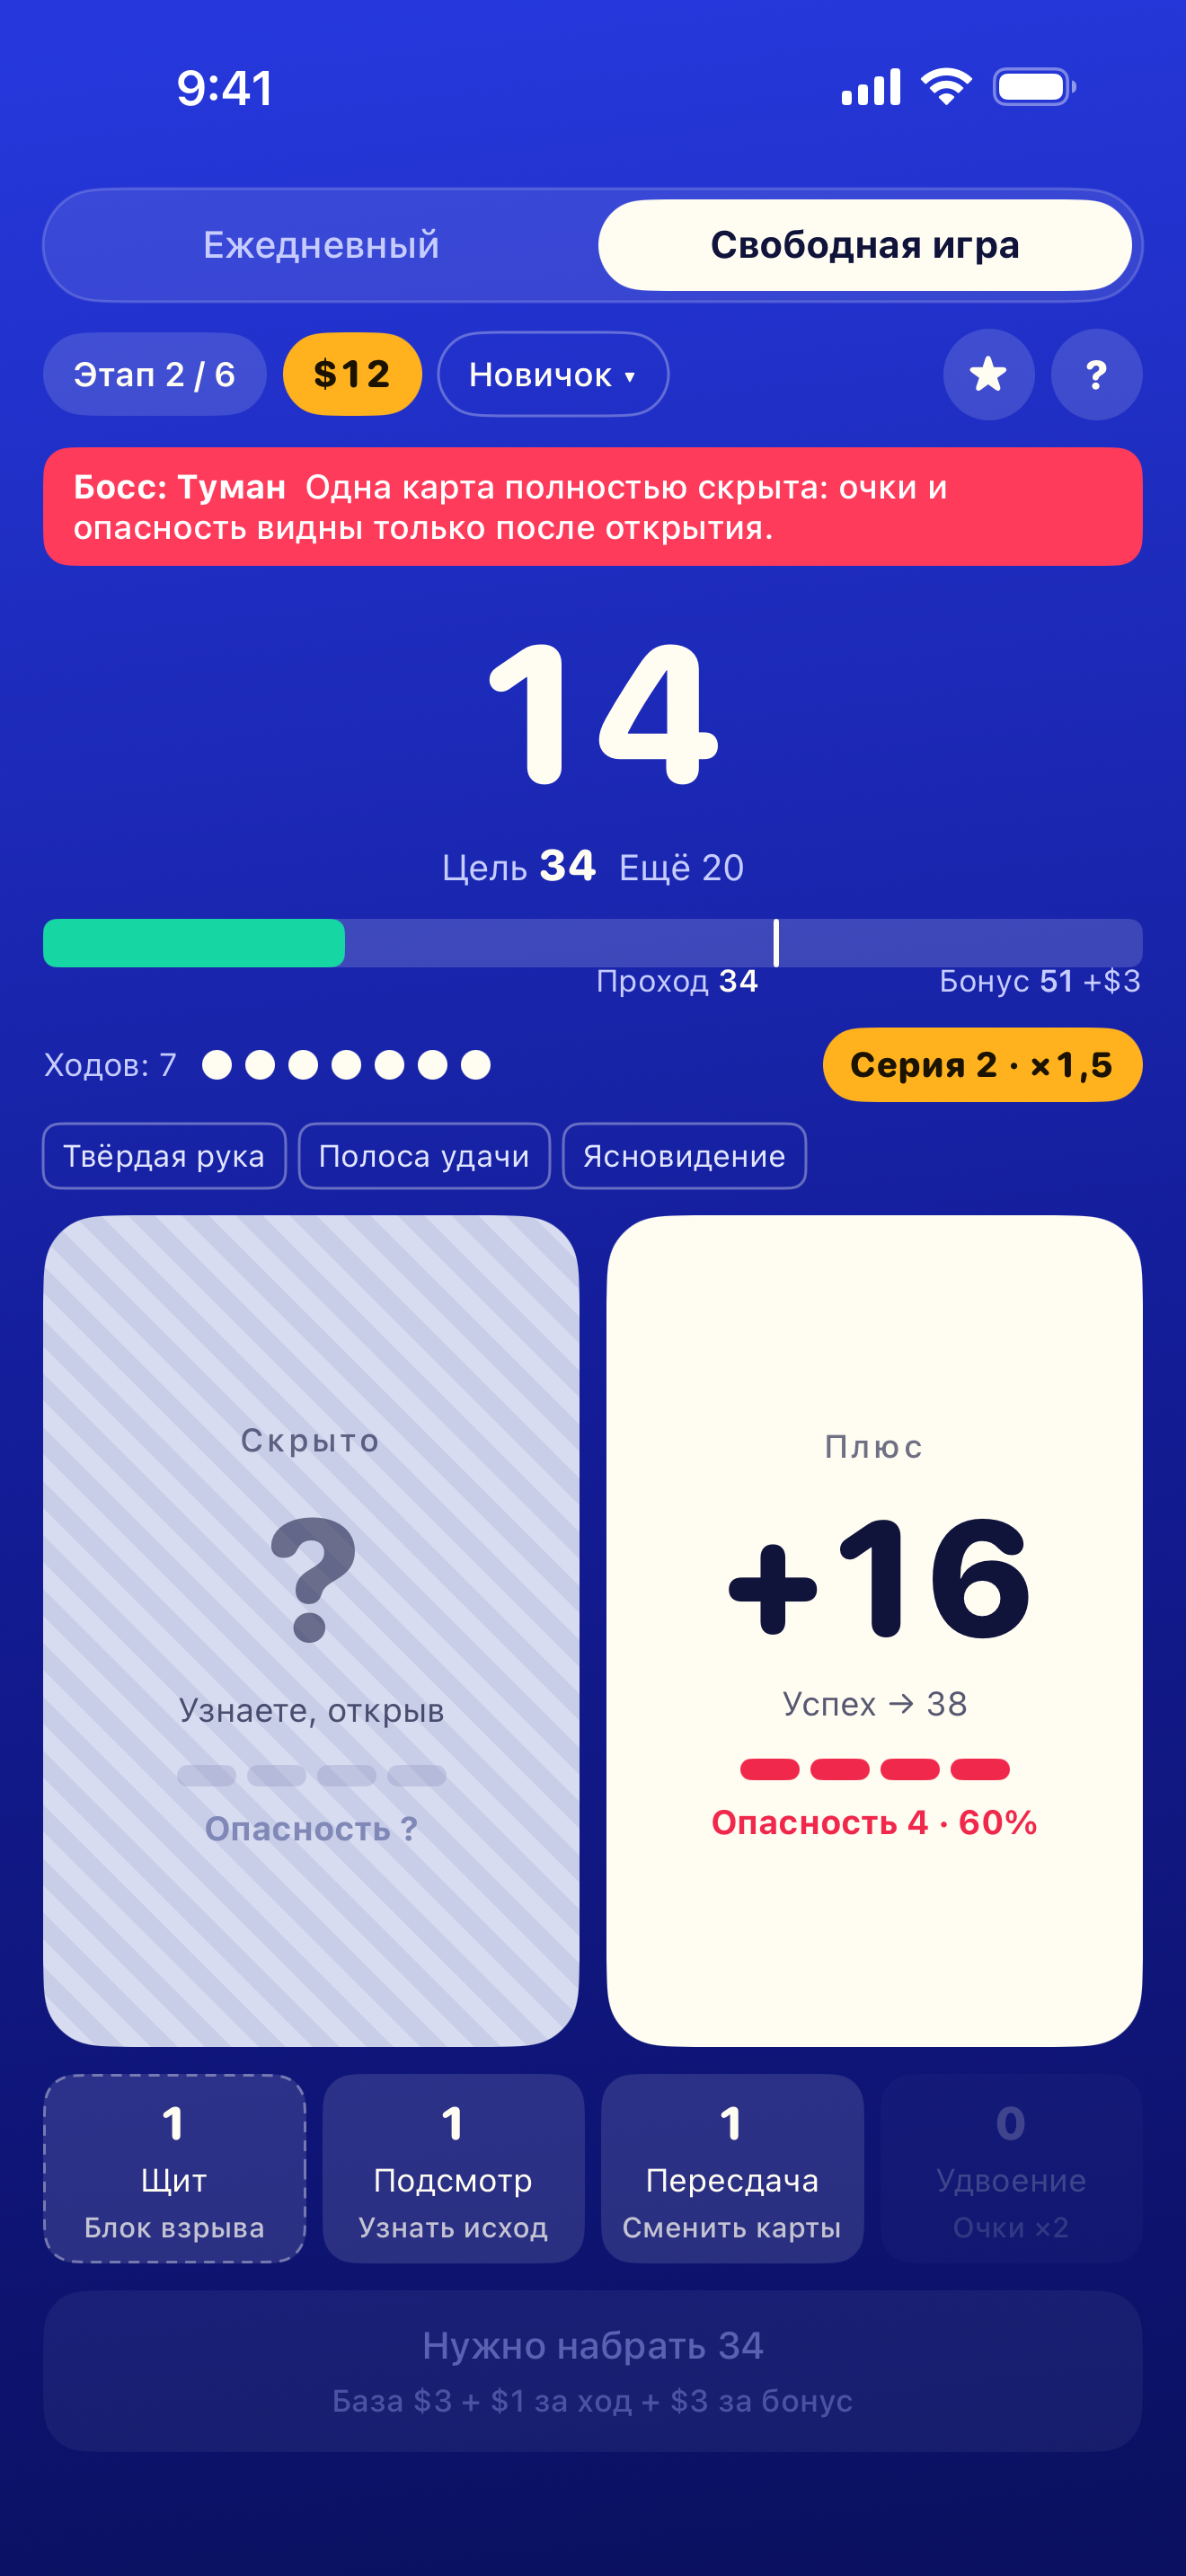 9:41
Ежедневный
Свободная игра
Этап 2 / 6
$12
Новичок ▾
?
Босс: Туман Одна карта полностью скрыта: очки и
опасность видны только после открытия.
14
Цель 34 Ещё 20
Проход 34
Бонус 51 +$3
Ходов: 7
Серия 2 · ×1,5
Твёрдая рука
Полоса удачи
Ясновидение
Скрыто
?
Узнаете, открыв
Опасность ?
Плюс
+16
Успех → 38
Опасность 4 · 60%
1
Щит
Блок взрыва
1
Подсмотр
Узнать исход
1
Пересдача
Сменить карты
0
Удвоение
Очки ×2
Нужно набрать 34
База $3 + $1 за ход + $3 за бонус